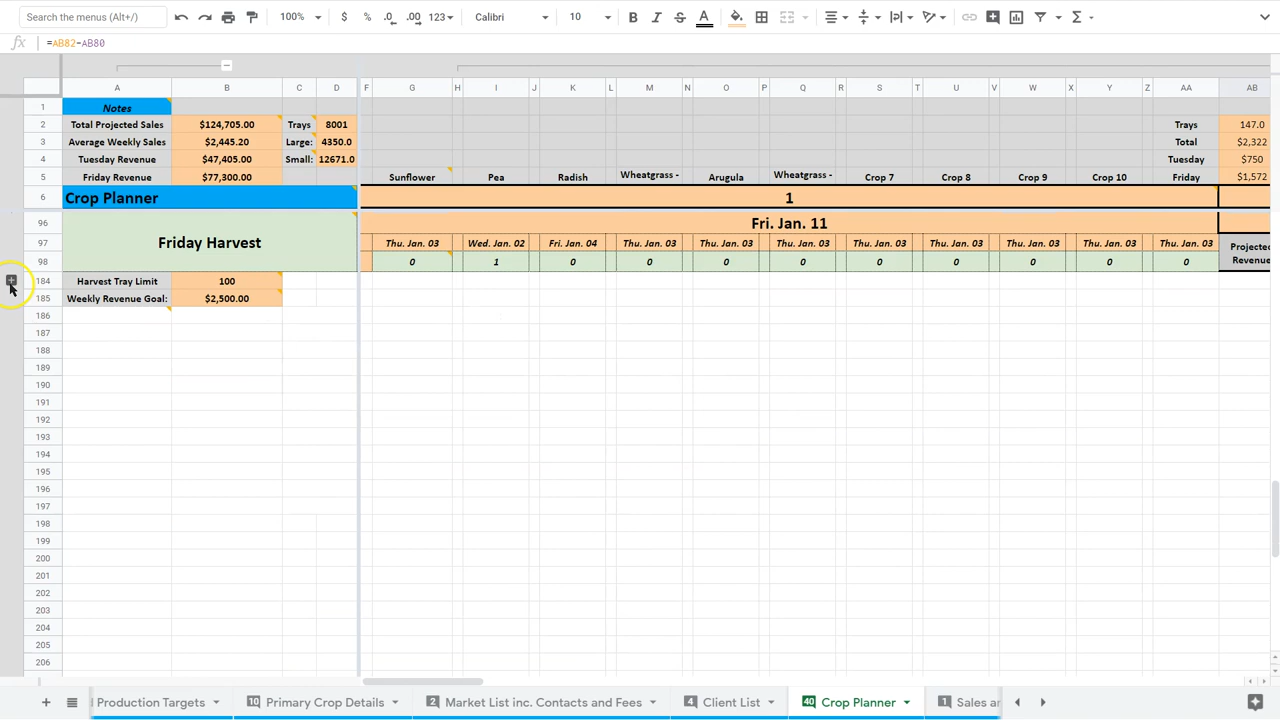 Search the menus (Alt+/) 100% $ % .0 .00 123 Calibri 10 B I S A Σ
fx =AB82-AB80
A B C D F G H I J K L M N O P Q R S T U V W X Y Z AA AB
1 Notes
2 Total Projected Sales $124,705.00 Trays 8001 Trays 147.0
3 Average Weekly Sales $2,445.20 Large: 4350.0 Total $2,322
4 Tuesday Revenue $47,405.00 Small: 12671.0 Tuesday $750
5 Friday Revenue $77,300.00 Sunflower Pea Radish Wheatgrass - Arugula Wheatgrass - Crop 7 Crop 8 Crop 9 Crop 10 Friday $1,572
6 Crop Planner 1
96 Fri. Jan. 11
97 Friday Harvest Thu. Jan. 03 Wed. Jan. 02 Fri. Jan. 04 Thu. Jan. 03 Thu. Jan. 03 Thu. Jan. 03 Thu. Jan. 03 Thu. Jan. 03 Thu. Jan. 03 Thu. Jan. 03 Thu. Jan. 03 Projected
98 0 1 0 0 0 0 0 0 0 0 0 Revenue
184 Harvest Tray Limit 100
185 Weekly Revenue Goal: $2,500.00
186
187
188
189
190
191
192
193
194
195
196
197
198
199
200
201
202
203
204
205
206
Production Targets 10 Primary Crop Details 2 Market List inc. Contacts and Fees 4 Client List 40 Crop Planner 1 Sales a